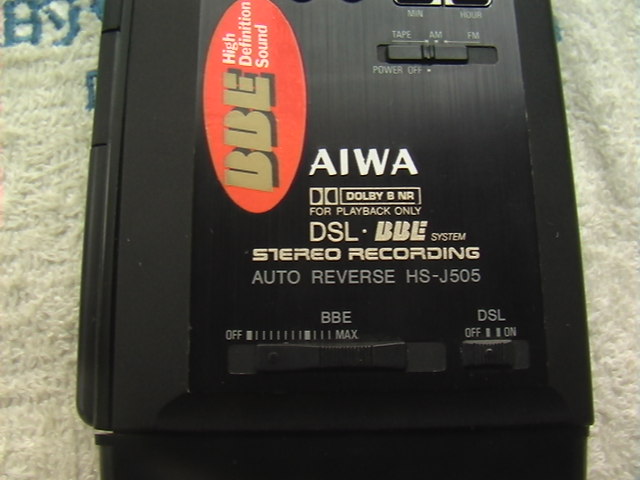 MIN HOUR
TAPE AM FM
POWER OFF
High
Definition
Sound
BBE
AIWA
DOLBY B NR
FOR PLAYBACK ONLY
DSL · BBE SYSTEM
STEREO RECORDING
AUTO REVERSE HS-J505
BBE
OFF MAX
DSL
OFF ON